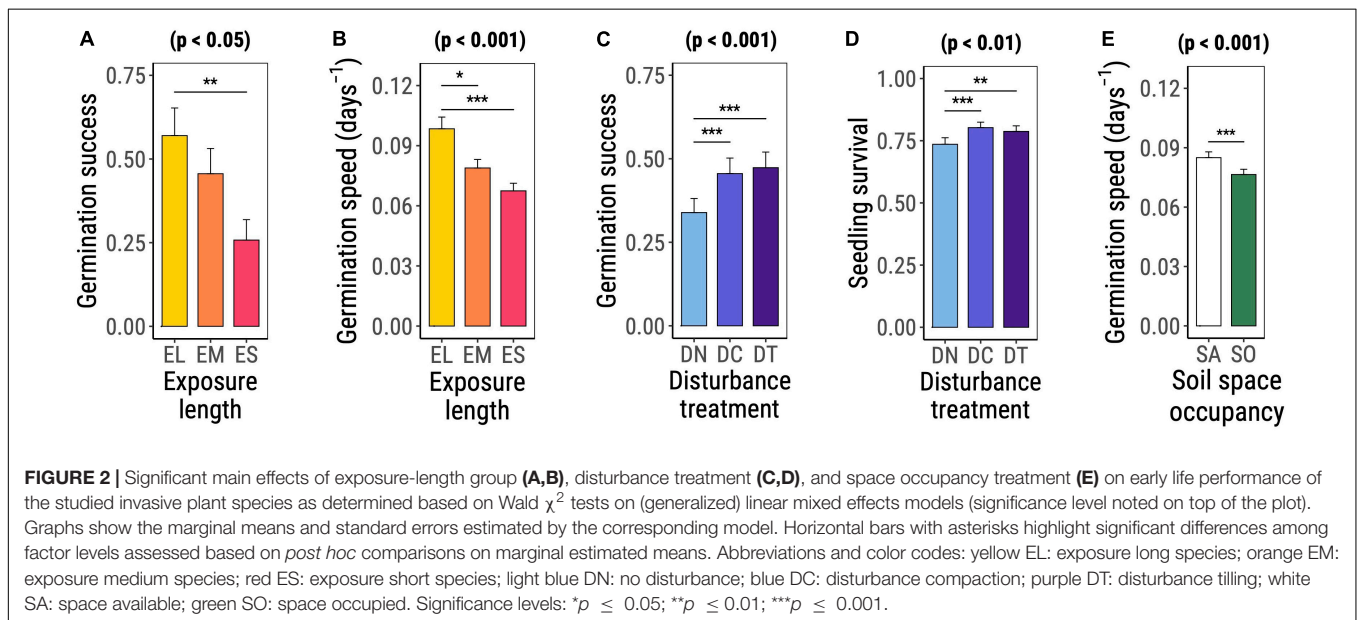 A (p < 0.05) B (p < 0.001) C (p < 0.001) D (p < 0.01) E (p < 0.001)
Germination success
0.75
0.50
0.25
0.00
**
EL EM ES
Exposure
length
Germination speed (days⁻¹)
0.12
0.09
0.06
0.03
0.00
*
***
EL EM ES
Exposure
length
Germination success
0.75
0.50
0.25
0.00
***
***
DN DC DT
Disturbance
treatment
Seedling survival
1.00
0.75
0.50
0.25
0.00
**
***
DN DC DT
Disturbance
treatment
Germination speed (days⁻¹)
0.12
0.09
0.06
0.03
0.00
***
SA SO
Soil space
occupancy
FIGURE 2 | Significant main effects of exposure-length group (A,B), disturbance treatment (C,D), and space occupancy treatment (E) on early life performance of
the studied invasive plant species as determined based on Wald χ² tests on (generalized) linear mixed effects models (significance level noted on top of the plot).
Graphs show the marginal means and standard errors estimated by the corresponding model. Horizontal bars with asterisks highlight significant differences among
factor levels assessed based on post hoc comparisons on marginal estimated means. Abbreviations and color codes: yellow EL: exposure long species; orange EM:
exposure medium species; red ES: exposure short species; light blue DN: no disturbance; blue DC: disturbance compaction; purple DT: disturbance tilling; white
SA: space available; green SO: space occupied. Significance levels: *p ≤ 0.05; **p ≤ 0.01; ***p ≤ 0.001.